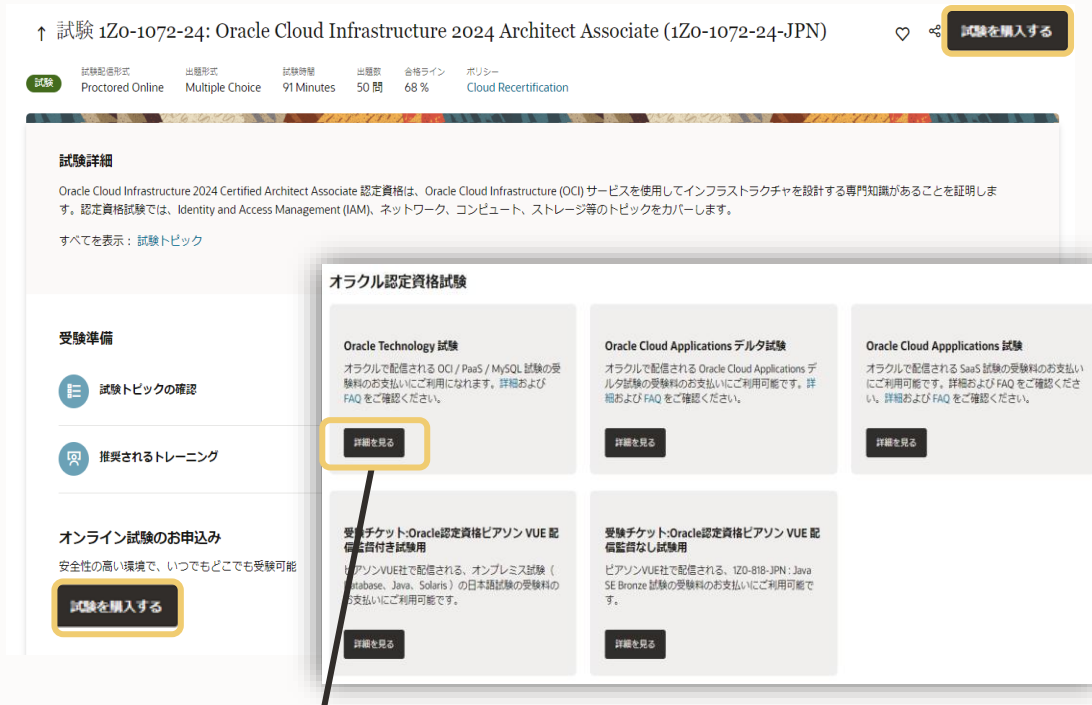 ↑ 試験 1Z0-1072-24: Oracle Cloud Infrastructure 2024 Architect Associate (1Z0-1072-24-JPN)
試験を購入する
試験
試験配信形式
Proctored Online
出題形式
Multiple Choice
試験時間
91 Minutes
出題数
50 問
合格ライン
68 %
ポリシー
Cloud Recertification
試験詳細
Oracle Cloud Infrastructure 2024 Certified Architect Associate 認定資格は、Oracle Cloud Infrastructure (OCI) サービスを使用してインフラストラクチャを設計する専門知識があることを証明しま
す。認定資格試験では、Identity and Access Management (IAM)、ネットワーク、コンピュート、ストレージ等のトピックをカバーします。
すべてを表示： 試験トピック
受験準備
試験トピックの確認
推奨されるトレーニング
オンライン試験のお申込み
安全性の高い環境で、いつでもどこでも受験可能
試験を購入する
オラクル認定資格試験
Oracle Technology 試験
オラクルで配信される OCI / PaaS / MySQL 試験の受
験料のお支払いにご利用になれます。詳細および
FAQ をご確認ください。
詳細を見る
Oracle Cloud Applications デルタ試験
オラクルで配信される Oracle Cloud Applications デ
ルタ試験の受験料のお支払いにご利用可能です。詳
細および FAQ をご確認ください。
詳細を見る
Oracle Cloud Appplications 試験
オラクルで配信される SaaS 試験の受験料のお支払い
にご利用可能です。詳細および FAQ をご確認くださ
い。詳細および FAQ をご確認ください。
詳細を見る
受験チケット:Oracle認定資格ピアソン VUE 配
信監督付き試験用
ピアソンVUE社で配信される、オンプレミス試験（
Database、Java、Solaris ）の日本語試験の受験料の
お支払いにご利用可能です。
詳細を見る
受験チケット:Oracle認定資格ピアソン VUE 配
信監督なし試験用
ピアソンVUE社で配信される、1Z0-818-JPN : Java
SE Bronze 試験の受験料のお支払いにご利用可能で
す。
詳細を見る